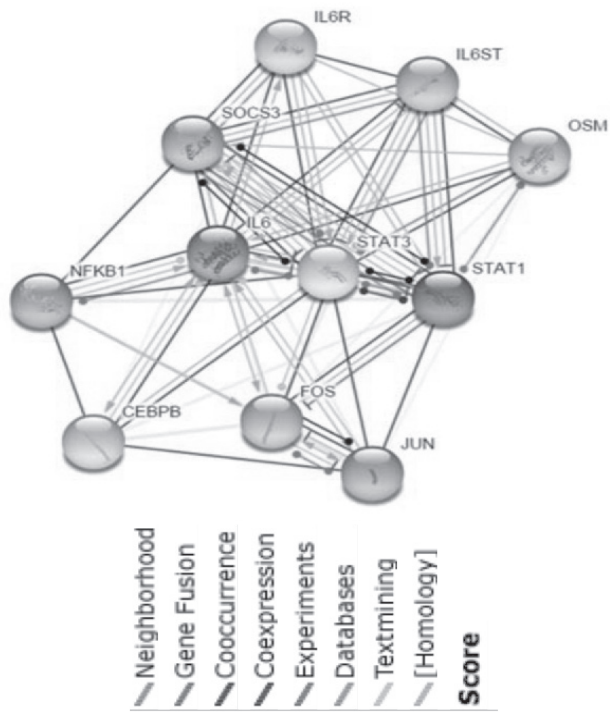 IL6R
IL6ST
SOCS3
OSM
IL6
STAT3
NFKB1
STAT1
FOS
CEBPB
JUN
Neighborhood
Gene Fusion
Cooccurrence
Coexpression
Experiments
Databases
Textmining
[Homology]
Score